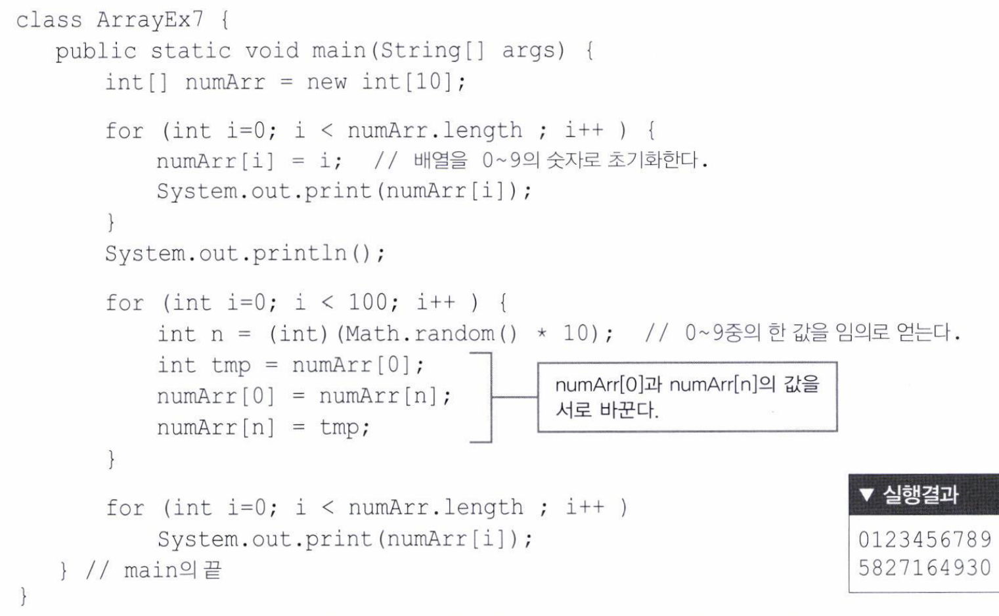 class ArrayEx7 {
public static void main(String[] args) {
int[] numArr = new int[10];
for (int i=0; i < numArr.length ; i++ ) {
numArr[i] = i; // 배열을 0~9의 숫자로 초기화한다.
System.out.print(numArr[i]);
}
System.out.println();
for (int i=0; i < 100; i++ ) {
int n = (int)(Math.random() * 10); // 0~9중의 한 값을 임의로 얻는다.
int tmp = numArr[0];
numArr[0] = numArr[n];
numArr[n] = tmp;
numArr[0]과 numArr[n]의 값을
서로 바꾼다.
}
for (int i=0; i < numArr.length ; i++ )
System.out.print(numArr[i]);
} // main의 끝
}
▼ 실행결과
0123456789
5827164930